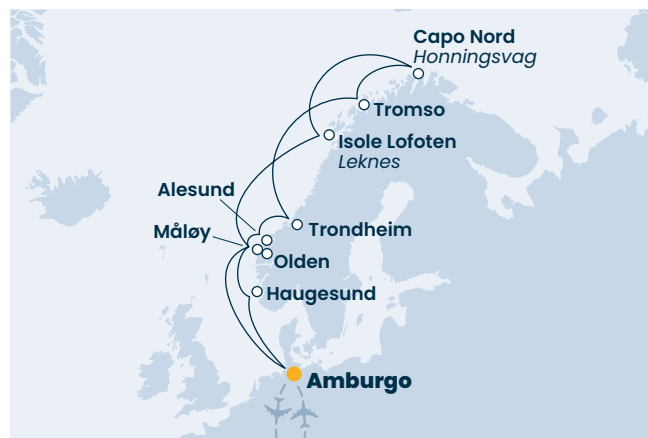 Capo Nord
Honningsvag
Tromso
Isole Lofoten
Leknes
Alesund
Måløy
Trondheim
Olden
Haugesund
Amburgo